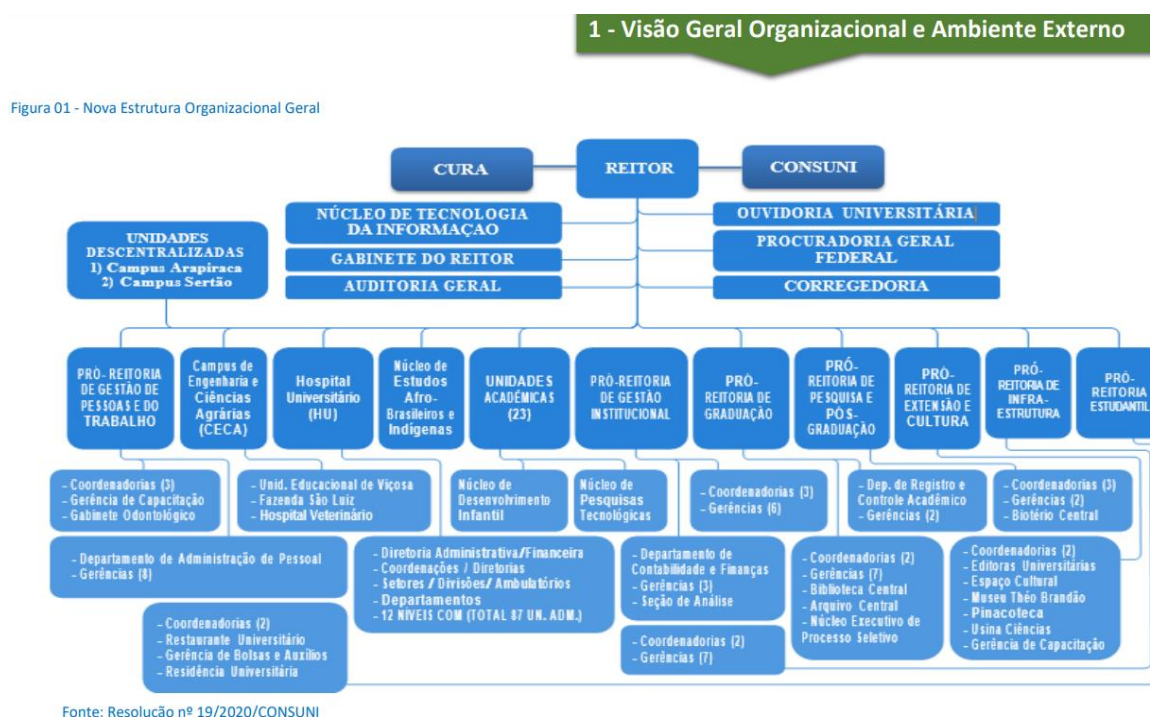 1 - Visão Geral Organizacional e Ambiente Externo
Figura 01 - Nova Estrutura Organizacional Geral
CURA
REITOR
CONSUNI
NÚCLEO DE TECNOLOGIA
DA INFORMAÇAO
GABINETE DO REITOR
AUDITORIA GERAL
OUVIDORIA UNIVERSITÁRIA
PROCURADORIA GERAL
FEDERAL
CORREGEDORIA
UNIDADES
DESCENTRALIZADAS
1) Campus Arapiraca
2) Campus Sertão
PRÒ- REITORIA
DE GESTÃO DE
PESSOAS E DO
TRABALHO
Campus de
Engenharia e
Ciências
Agrárias
(CECA)
Hospital
Universitário
(HU)
Núcleo de
Estudos
Afro-
Brasileiros e
Indígenas
UNIDADES
ACADÉMICAS
(23)
PRÒ-REITORIA
DE GESTÃO
INSTITUCIONAL
PRÒ-
REITORIA DE
GRADUAÇÃO
PRÓ-
REITORIA DE
PESQUISA E
PÓS-
GRADUAÇÃO
PRÒ-
REITORIA DE
EXTENSÃO E
CULTURA
PRÓ-
REITORIA DE
INFRA-
ESTRUTURA
PRÓ-
REITORIA
ESTUDANTIL
- Coordenadorias (3)
- Gerência de Capacitação
- Gabinete Odontológico
- Unid. Educacional de Viçosa
- Fazenda São Luiz
- Hospital Veterinário
Núcleo de
Desenvolvimento
Infantil
Núcleo de
Pesquisas
Tecnológicas
- Coordenadorias (3)
- Gerências (6)
- Dep. de Registro e
Controle Acadêmico
- Gerências (2)
- Coordenadorias (3)
- Gerências (2)
- Biotério Central
- Departamento de Administração de Pessoal
- Gerências (8)
- Diretoria Administrativa/Financeira
- Coordenações / Diretorias
- Setores / Divisões/ Ambulatórios
- Departamentos
- 12 NÍVEIS COM (TOTAL 87 UN. ADM.)
- Departamento de
Contabilidade e Finanças
- Gerências (3)
- Seção de Análise
- Coordenadorias (2)
- Gerências (7)
- Biblioteca Central
- Arquivo Central
- Núcleo Executivo de
Processo Seletivo
- Coordenadorias (2)
- Editoras Universitárias
- Espaço Cultural
- Museu Théo Brandão
- Pinacoteca
- Usina Ciências
- Gerência de Capacitação
- Coordenadorias (2)
- Restaurante Universitário
- Gerência de Bolsas e Auxílios
- Residência Universitária
- Coordenadorias (2)
- Gerências (7)
Fonte: Resolução nº 19/2020/CONSUNI